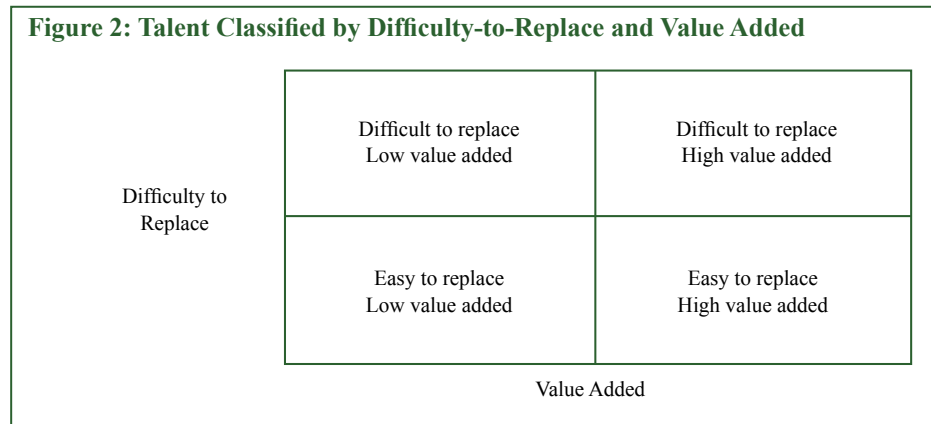 Figure 2: Talent Classified by Difficulty-to-Replace and Value Added
Difficult to replace
Low value added
Difficult to replace
High value added
Difficulty to
Replace
Easy to replace
Low value added
Easy to replace
High value added
Value Added